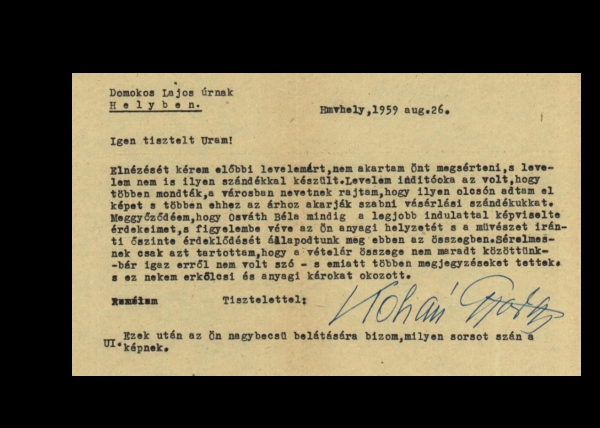 Domokos Lajos úrnak
H e l y b e n.
Hmvhely,1959 aug.26.
Igen tisztelt Uram!
Elnézését kérem előbbi levelemért,nem akartam önt megsérteni,s leve-
lem nem is ilyen szándékkal készült.Levelem inditóoka az volt,hogy
többen mondták,a városban nevetnek rajtam,hogy ilyen olcsón adtam el
képet s többen ehhez az árhoz akarják szabni vásárlási szándékukat.
Meggyőződéem,hogy Osváth Béla mindig a legjobb indulattal képviselte
érdekeimet,s figyelembe véve az ön anyagi helyzetét s a müvészet irán-
ti őszinte érdeklődését állapodtunk meg ebben az összegben.Sérelmes-
nek csak azt tartottam,hogy a vételár összege nem maradt közöttünk-
-bár igaz erről nem volt szó - s emiatt többen megjegyzéseket tettek.
s ez nekem erkölcsi és anyagi károkat okozott.
Tisztelettel:
Kohán György
UI.Ezek után az ön nagybecsü belátására bizom,milyen sorsot szán a
képnek.